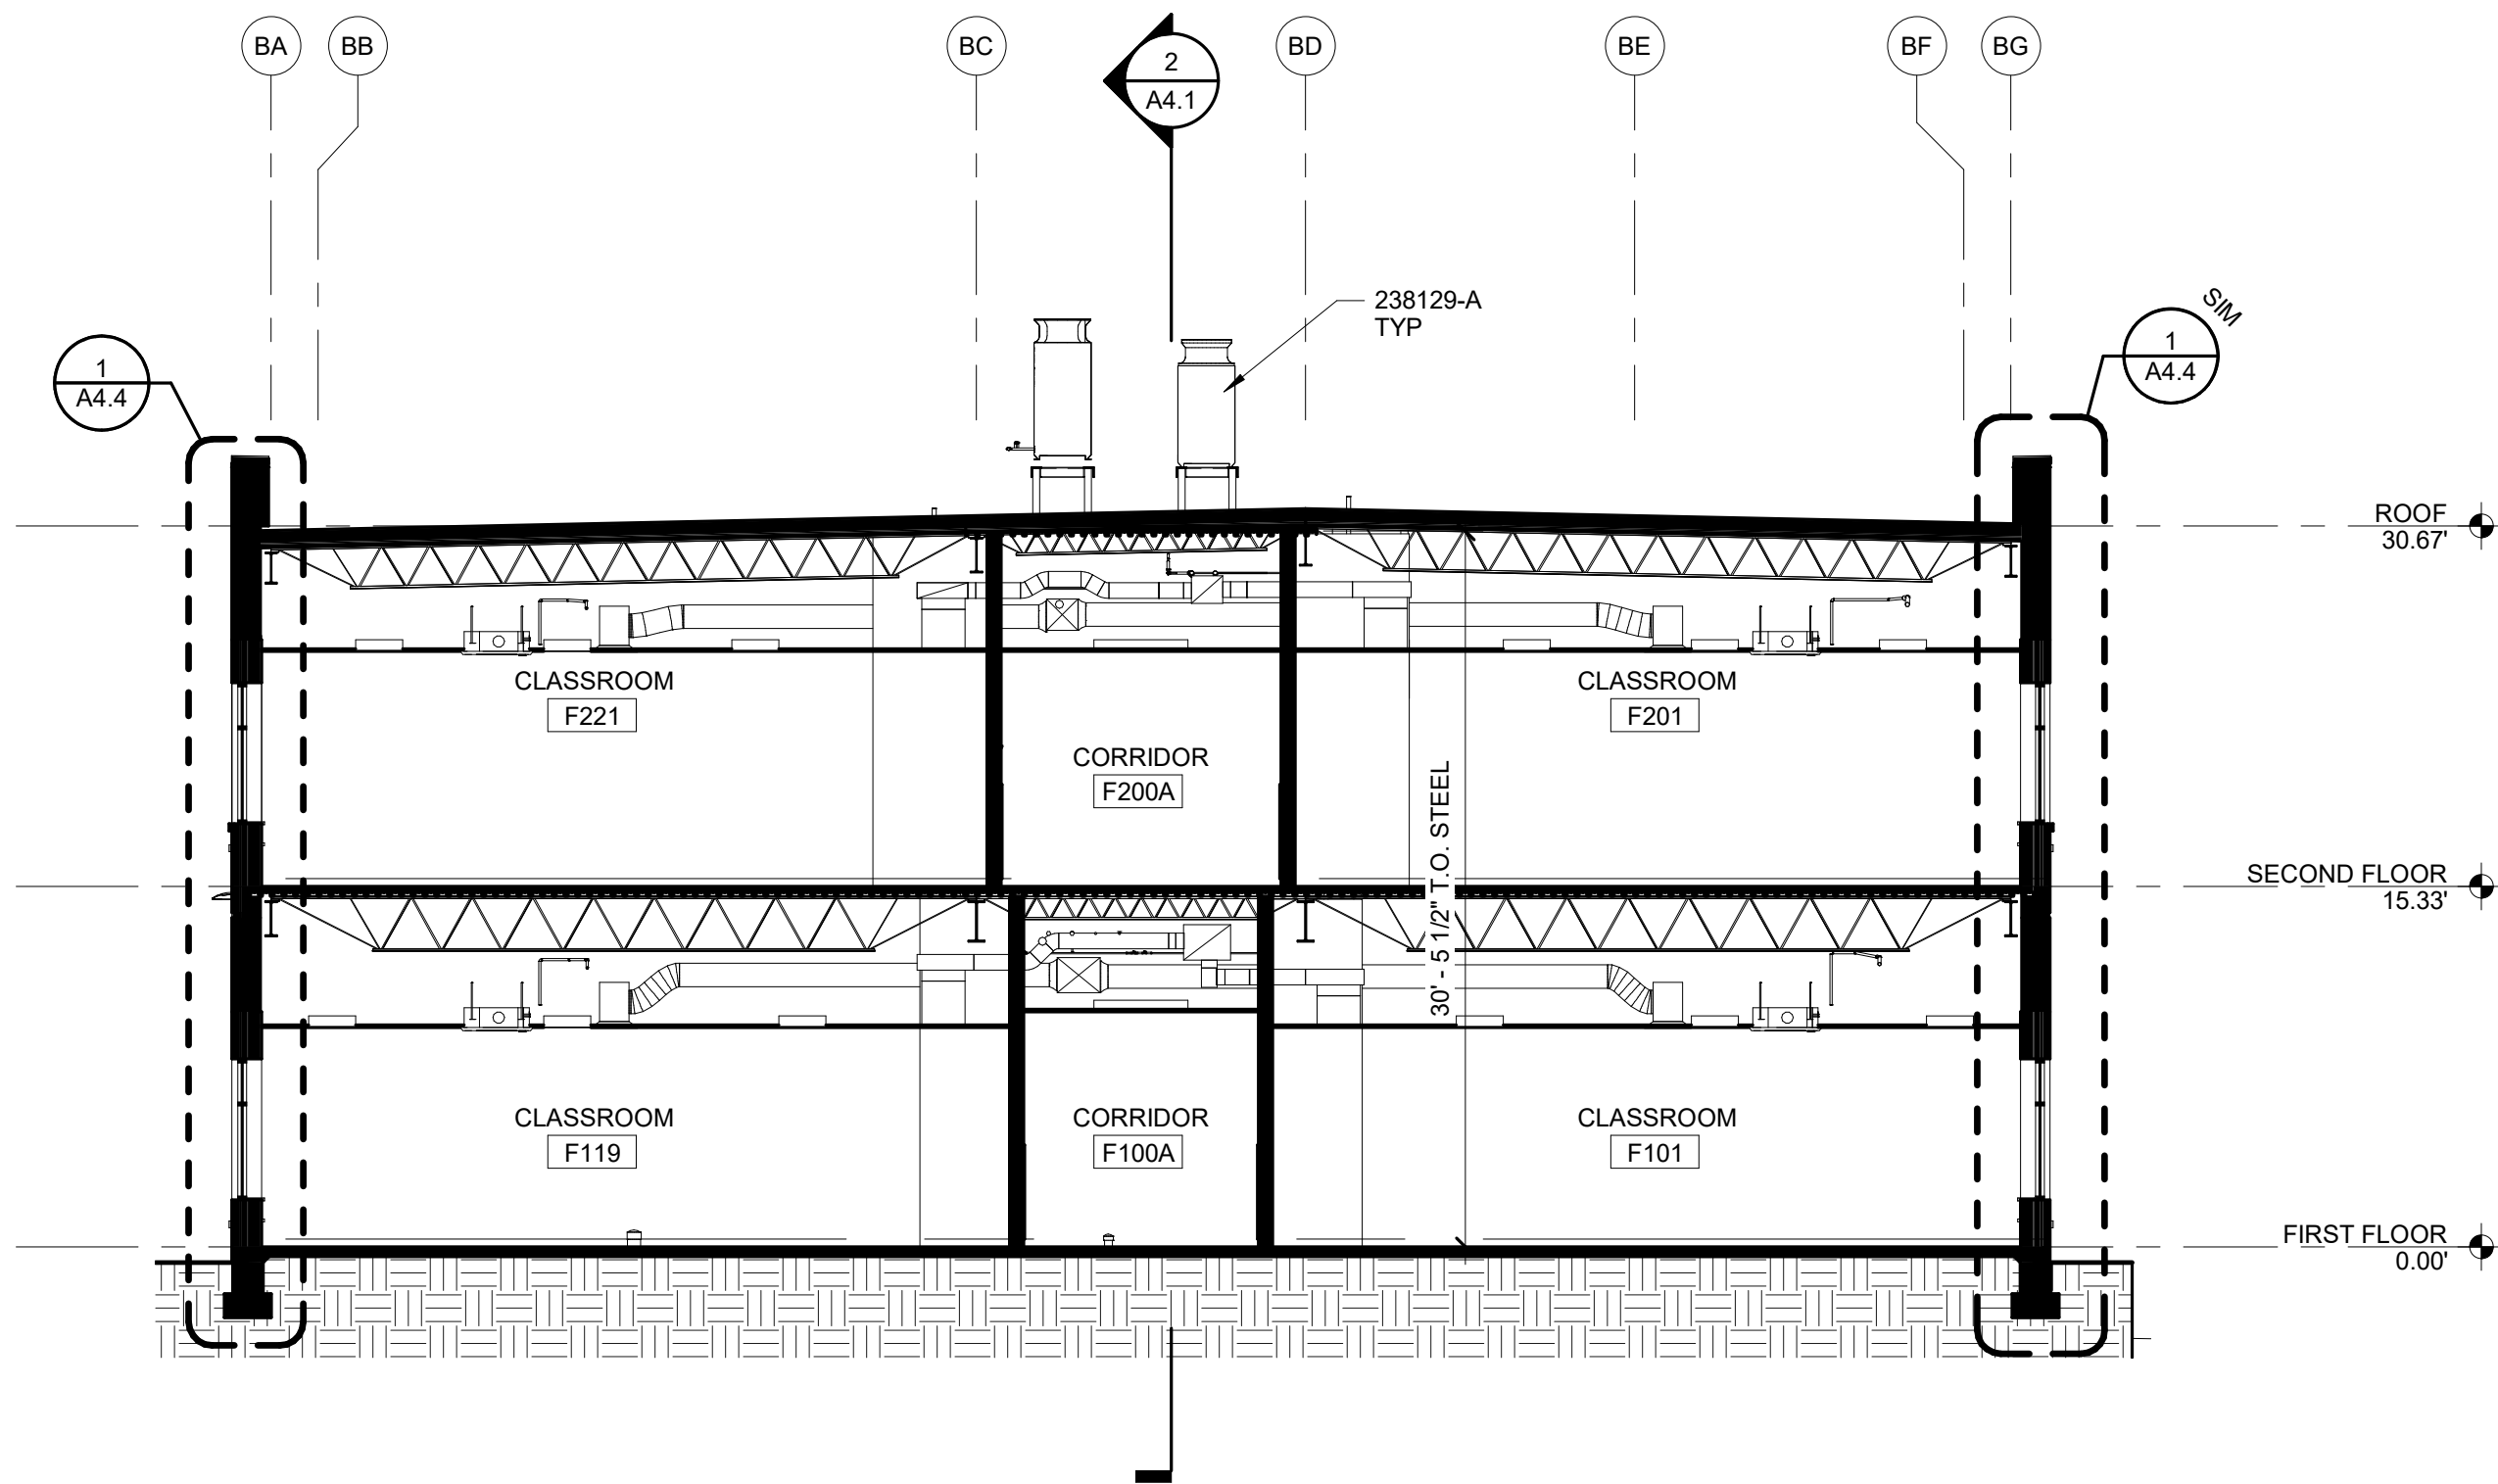 BA
BB
BC
2
A4.1
BD
BE
BF
BG
238129-A
TYP
SIM
1
A4.4
1
A4.4
ROOF
30.67'
CLASSROOM
F221
CLASSROOM
F201
CORRIDOR
F200A
30' - 5 1/2" T.O. STEEL
SECOND FLOOR
15.33'
CLASSROOM
F119
CORRIDOR
F100A
CLASSROOM
F101
FIRST FLOOR
0.00'